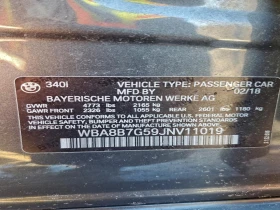 340i VEHICLE TYPE: PASSENGER CAR
MFD BY 02/18
BAYERISCHE MOTOREN WERKE AG
GVWR 4773 lbs 2165 kg
GAWR FRONT 2326 lbs 1055 kg REAR 2601 lbs 1180 kg
THIS VEHICLE CONFORMS TO ALL APPLICABLE
U.S. FEDERAL MOTOR VEHICLE SAFETY, BUMPER
AND THEFT PREVENTION STANDARDS IN EFFECT ON
THE DATE OF MANUFACTURE SHOWN ABOVE
WBA8B7G59JNV11019